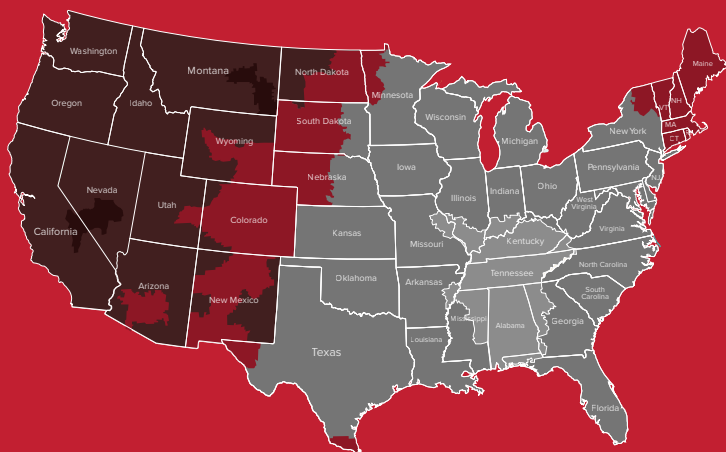 Washington
Montana
North Dakota
Minnesota
Maine
Oregon
Idaho
VT
NH
Wyoming
South Dakota
Wisconsin
Michigan
New York
MA
CT
Nebraska
Iowa
Pennsylvania
NJ
Nevada
Utah
Colorado
Illinois
Indiana
Ohio
West
Virginia
California
Kansas
Missouri
Kentucky
Virginia
Arizona
New Mexico
Oklahoma
Arkansas
Tennessee
North Carolina
South
Carolina
Mississippi
Alabama
Georgia
Texas
Louisiana
Florida